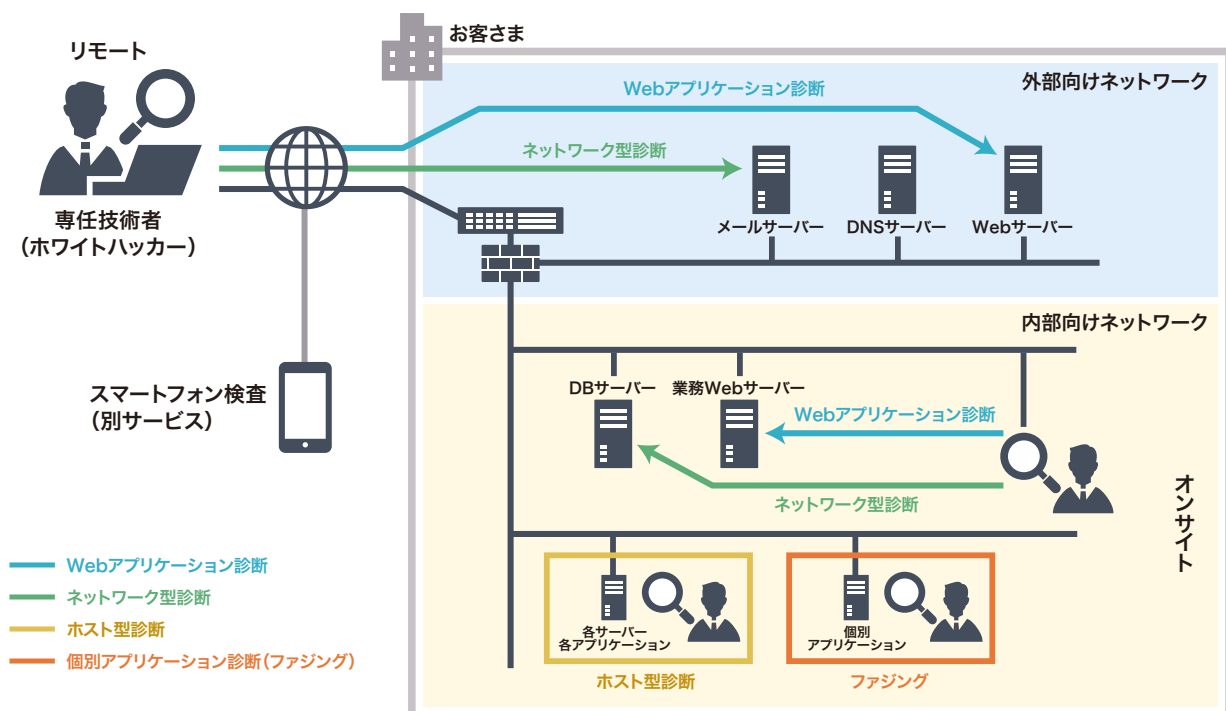 リモート
専任技術者
（ホワイトハッカー）
スマートフォン検査
（別サービス）
お客さま
外部向けネットワーク
Webアプリケーション診断
ネットワーク型診断
メールサーバー
DNSサーバー
Webサーバー
内部向けネットワーク
DBサーバー
業務Webサーバー
Webアプリケーション診断
ネットワーク型診断
オンサイト
各サーバー
各アプリケーション
ホスト型診断
個別
アプリケーション
ファジング
Webアプリケーション診断
ネットワーク型診断
ホスト型診断
個別アプリケーション診断（ファジング）